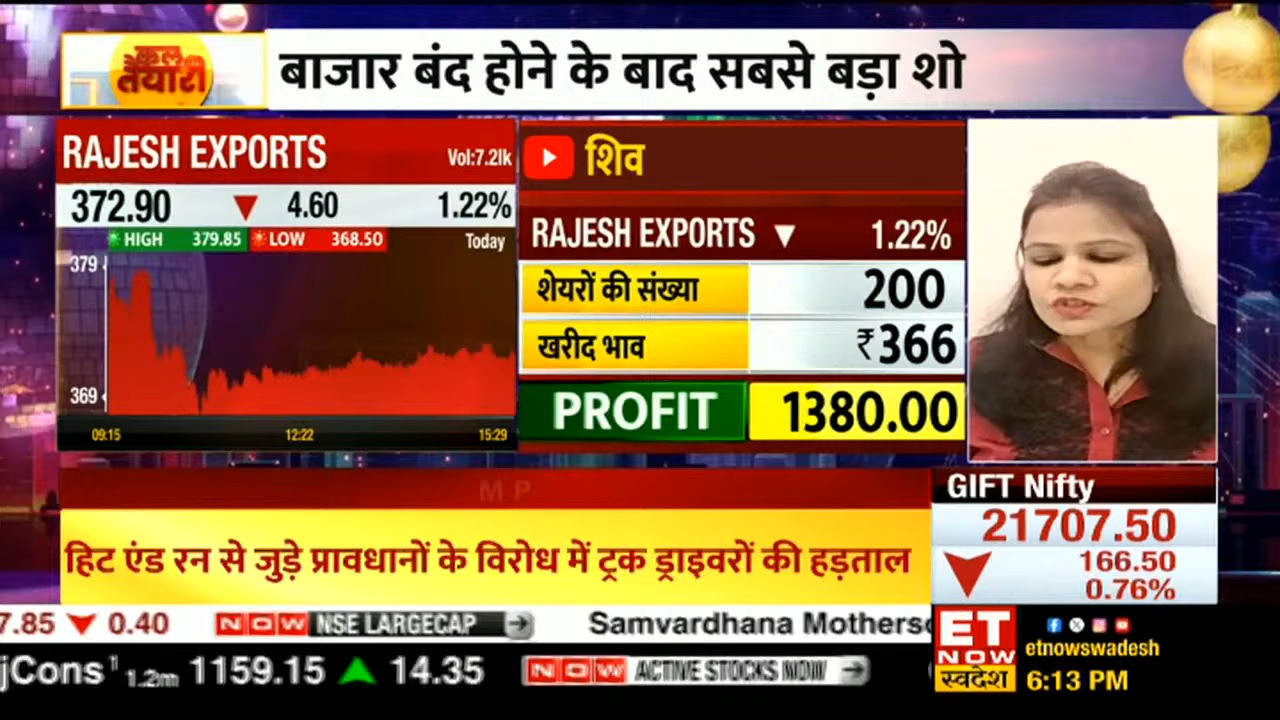 कल की तैयारी
बाजार बंद होने के बाद सबसे बड़ा शो
RAJESH EXPORTS Vol:7.2lk
372.90 ▼ 4.60 1.22%
HIGH 379.85 LOW 368.50 Today
379
369
09:15 12:22 15:29
शिव
RAJESH EXPORTS ▼ 1.22%
शेयरों की संख्या 200
खरीद भाव ₹366
PROFIT 1380.00
M P
हिट एंड रन से जुड़े प्रावधानों के विरोध में ट्रक ड्राइवरों की हड़ताल
GIFT Nifty
21707.50
▼ 166.50
0.76%
7.85 ▼ 0.40 NOW NSE LARGECAP Samvardhana Motherso
jCons¹ 1.2m 1159.15 ▲ 14.35 NOW ACTIVE STOCKS NOW
ET
NOW
स्वदेश
etnowswadesh
6:13 PM